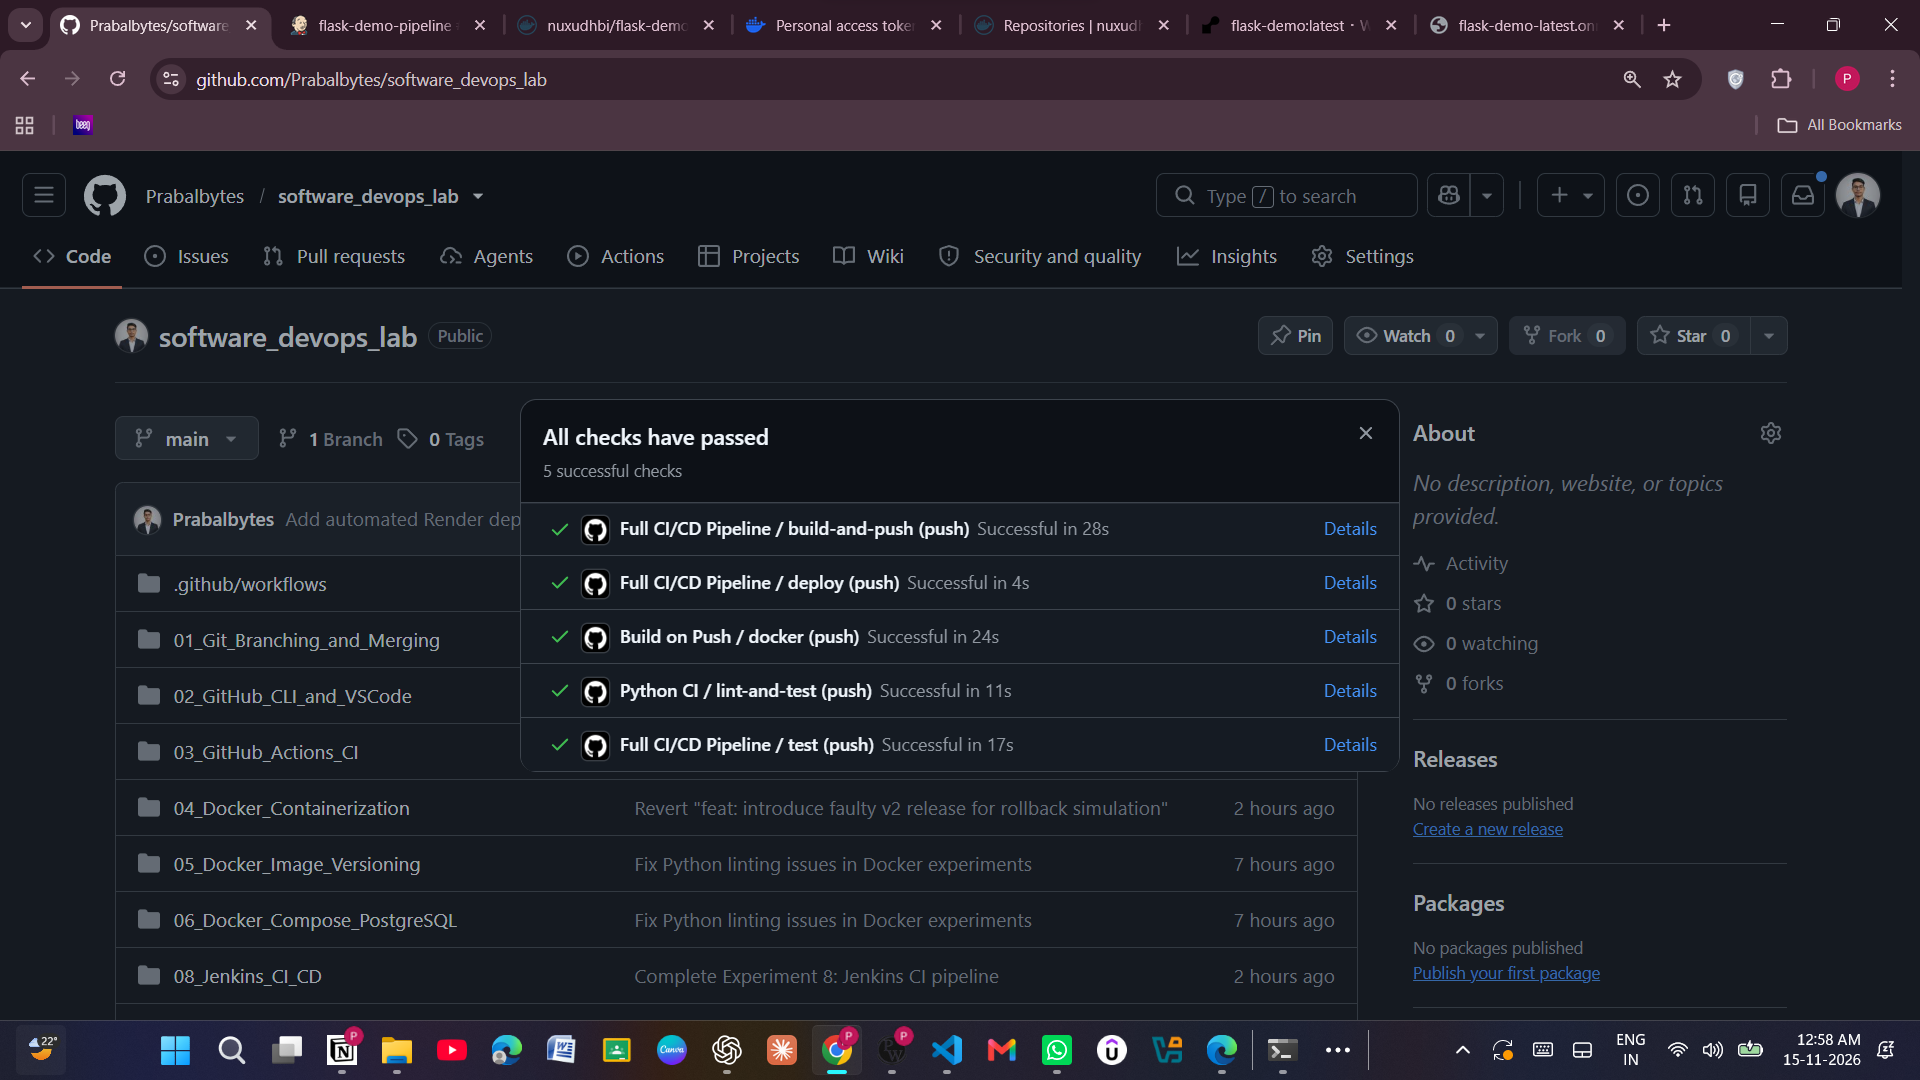 Prabalbytes/software
flask-demo-pipeline
nuxudhbi/flask-demo
Personal access token
Repositories | nuxudh
flask-demo:latest · W
flask-demo-latest.on
github.com/Prabalbytes/software_devops_lab
P
beeg
All Bookmarks
Prabalbytes / software_devops_lab
Type / to search
Code
Issues
Pull requests
Agents
Actions
Projects
Wiki
Security and quality
Insights
Settings
software_devops_lab Public
Pin
Watch 0
Fork 0
Star 0
main
1 Branch
0 Tags
Prabalbytes Add automated Render dep
.github/workflows
01_Git_Branching_and_Merging
02_GitHub_CLI_and_VSCode
03_GitHub_Actions_CI
04_Docker_Containerization Revert "feat: introduce faulty v2 release for rollback simulation" 2 hours ago
05_Docker_Image_Versioning Fix Python linting issues in Docker experiments 7 hours ago
06_Docker_Compose_PostgreSQL Fix Python linting issues in Docker experiments 7 hours ago
08_Jenkins_CI_CD Complete Experiment 8: Jenkins CI pipeline 2 hours ago
All checks have passed
5 successful checks
Full CI/CD Pipeline / build-and-push (push) Successful in 28s Details
Full CI/CD Pipeline / deploy (push) Successful in 4s Details
Build on Push / docker (push) Successful in 24s Details
Python CI / lint-and-test (push) Successful in 11s Details
Full CI/CD Pipeline / test (push) Successful in 17s Details
About
No description, website, or topics
provided.
Activity
0 stars
0 watching
0 forks
Releases
No releases published
Create a new release
Packages
No packages published
Publish your first package
22°
P
P
P
Canva
ENG
IN
12:58 AM
15-11-2026